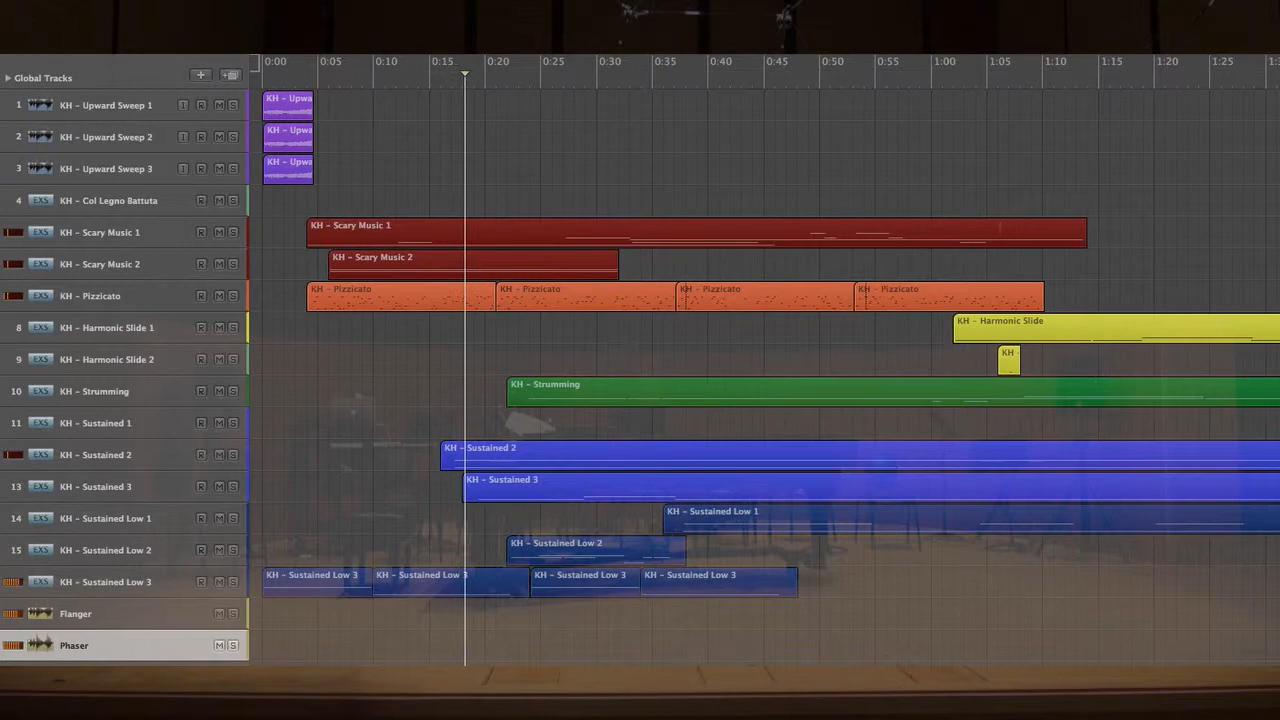 0:00 0:05 0:10 0:15 0:20 0:25 0:30 0:35 0:40 0:45 0:50 0:55 1:00 1:05 1:10 1:15 1:20 1:25
Global Tracks +
1 KH - Upward Sweep 1 I R M S KH - Upwa
2 KH - Upward Sweep 2 I R M S KH - Upwa
3 KH - Upward Sweep 3 I R M S KH - Upwa
4 EXS KH - Col Legno Battuta R M S
EXS KH - Scary Music 1 R M S KH - Scary Music 1
EXS KH - Scary Music 2 R M S KH - Scary Music 2
EXS KH - Pizzicato R M S KH - Pizzicato KH - Pizzicato KH - Pizzicato KH - Pizzicato
8 EXS KH - Harmonic Slide 1 R M S KH - Harmonic Slide
9 EXS KH - Harmonic Slide 2 R M S KH -
10 EXS KH - Strumming R M S KH - Strumming
11 EXS KH - Sustained 1 R M S
EXS KH - Sustained 2 R M S KH - Sustained 2
13 EXS KH - Sustained 3 R M S KH - Sustained 3
14 EXS KH - Sustained Low 1 R M S KH - Sustained Low 1
15 EXS KH - Sustained Low 2 R M S KH - Sustained Low 2
EXS KH - Sustained Low 3 R M S KH - Sustained Low 3 KH - Sustained Low 3 KH - Sustained Low 3 KH - Sustained Low 3
Flanger M S
Phaser M S